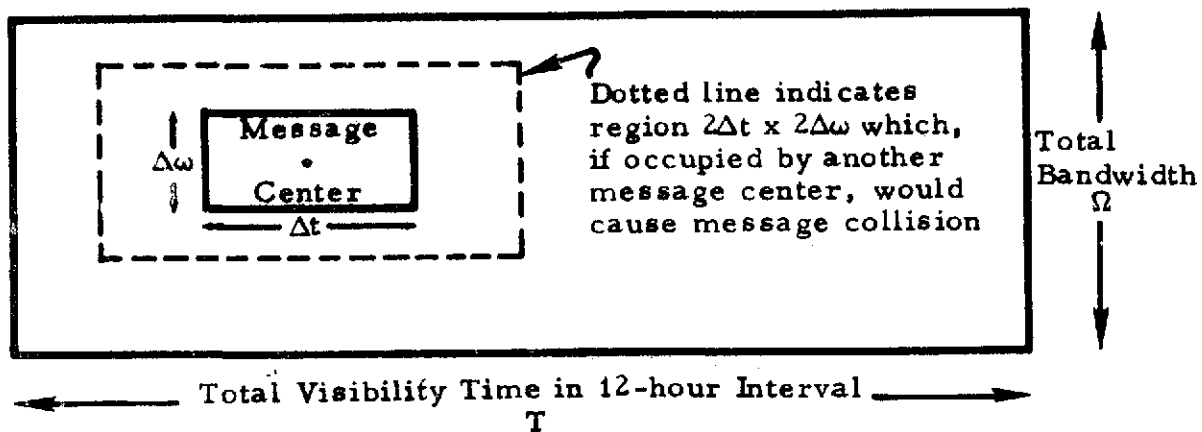 Message
Center
Δω
Δt
Dotted line indicates
region 2Δt x 2Δω which,
if occupied by another
message center, would
cause message collision
Total
Bandwidth
Ω
Total Visibility Time in 12-hour Interval
T